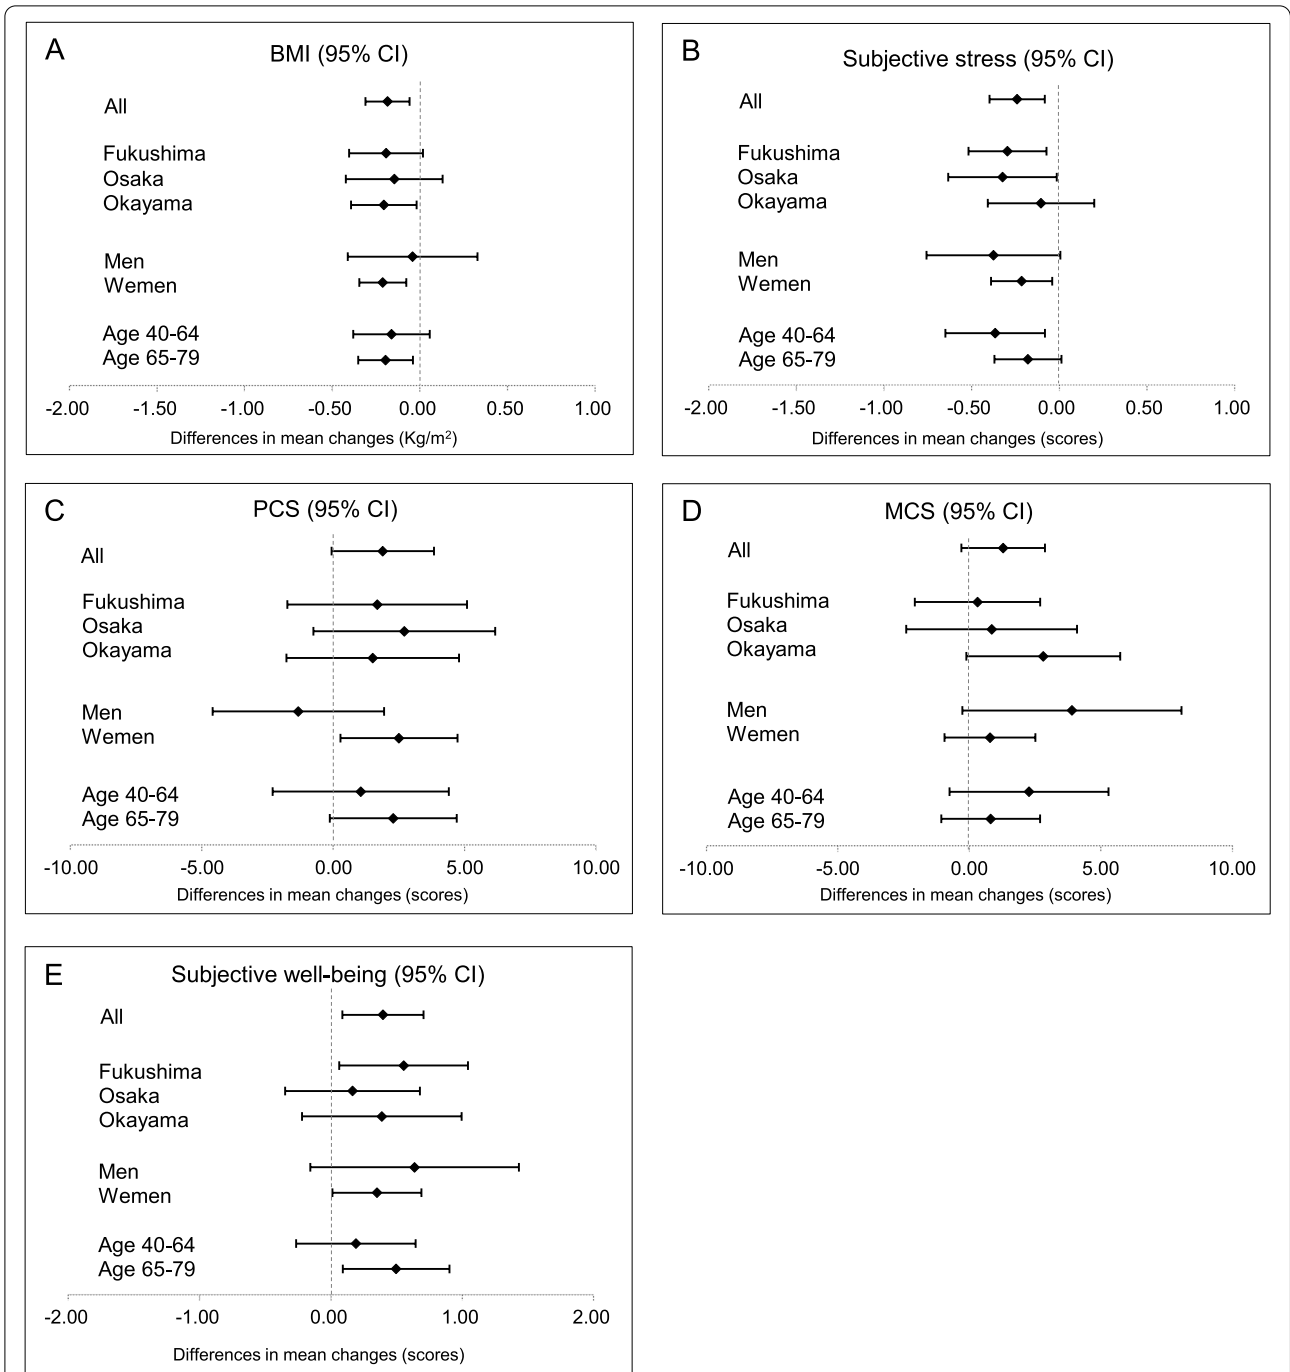 A
BMI (95% CI)
All
Fukushima
Osaka
Okayama
Men
Wemen
Age 40-64
Age 65-79
-2.00 -1.50 -1.00 -0.50 0.00 0.50 1.00
Differences in mean changes (Kg/m²)
B
Subjective stress (95% CI)
All
Fukushima
Osaka
Okayama
Men
Wemen
Age 40-64
Age 65-79
-2.00 -1.50 -1.00 -0.50 0.00 0.50 1.00
Differences in mean changes (scores)
C
PCS (95% CI)
All
Fukushima
Osaka
Okayama
Men
Wemen
Age 40-64
Age 65-79
-10.00 -5.00 0.00 5.00 10.00
Differences in mean changes (scores)
D
MCS (95% CI)
All
Fukushima
Osaka
Okayama
Men
Wemen
Age 40-64
Age 65-79
-10.00 -5.00 0.00 5.00 10.00
Differences in mean changes (scores)
E
Subjective well-being (95% CI)
All
Fukushima
Osaka
Okayama
Men
Wemen
Age 40-64
Age 65-79
-2.00 -1.00 0.00 1.00 2.00
Differences in mean changes (scores)